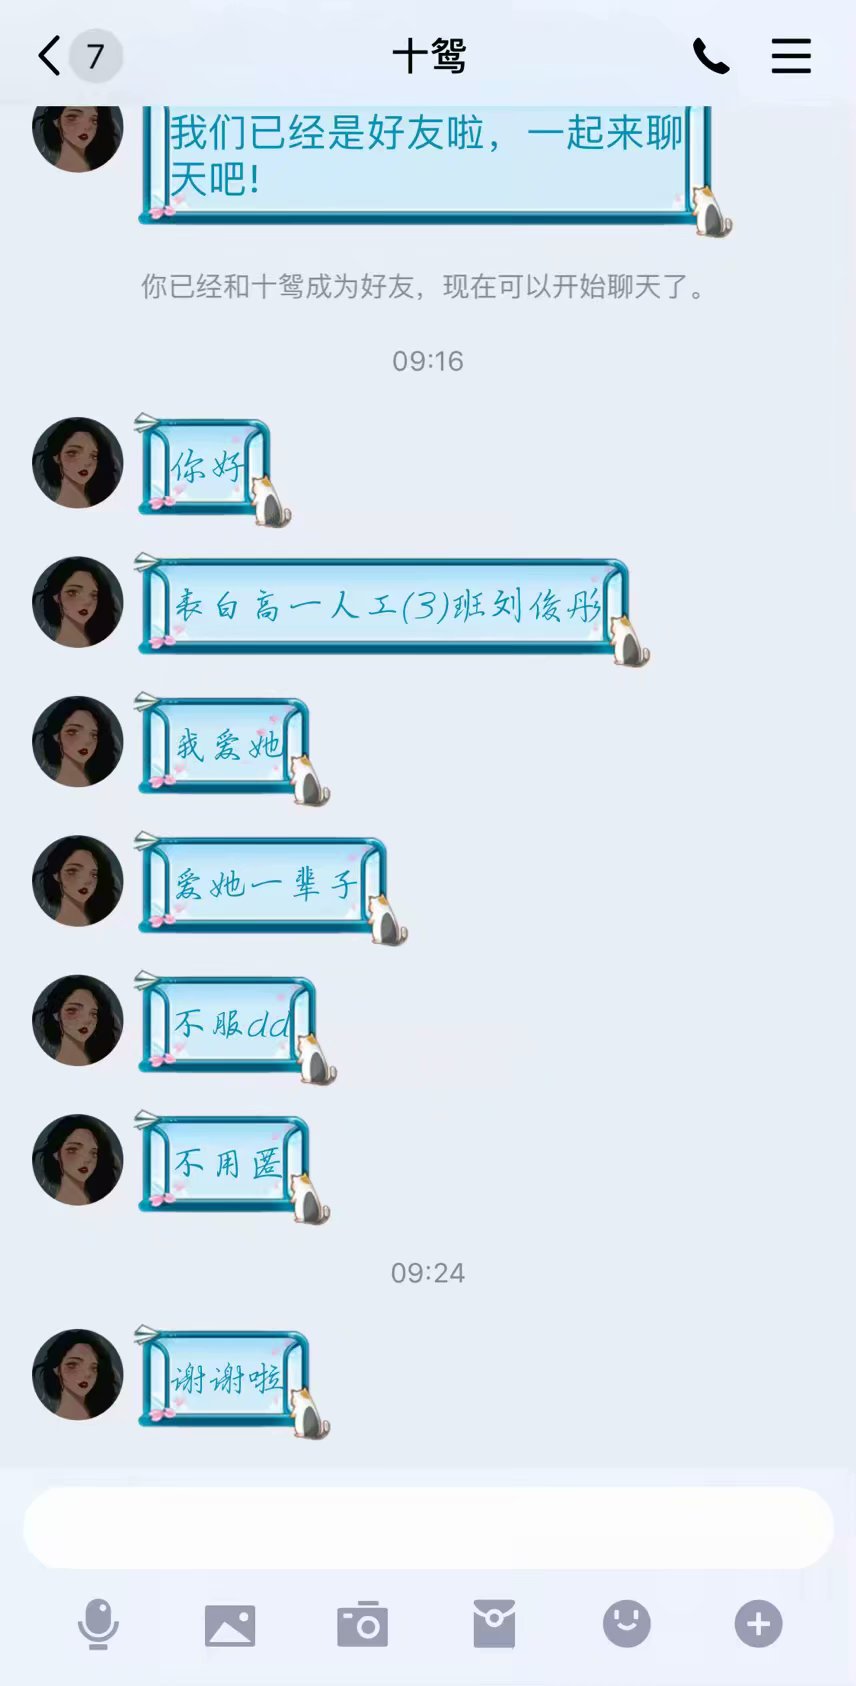 7
十鸳
我们已经是好友啦，一起来聊
天吧!
你已经和十鸳成为好友，现在可以开始聊天了。
09:16
你好
表白高一人工(3)班刘俊彤
我爱她
爱她一辈子
不服dd
不用匿
09:24
谢谢啦